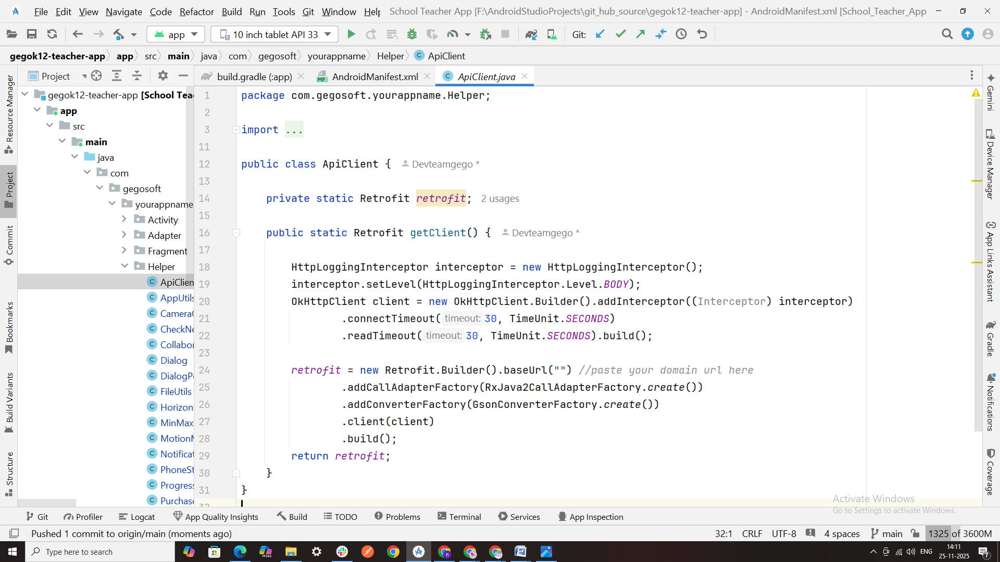 File Edit View Navigate Code Refactor Build Run Tools Git Window Help School Teacher App [F:\AndroidStudioProjects\git_hub_source\gegok12-teacher-app] - AndroidManifest.xml [School_Teacher_App
app 10 inch tablet API 33 Git:
gegok12-teacher-app app src main java com gegosoft yourappname Helper ApiClient
Project build.gradle (:app) AndroidManifest.xml ApiClient.java
gegok12-teacher-app [School Tea
app
src
main
java
com
gegosoft
yourappname
Activity
Adapter
Fragment
Helper
ApiClien
AppUtils
Camera
CheckNe
Collabor
Dialog
DialogP
FileUtils
Horizon
MinMax
Motion
Notificat
PhoneSt
Progress
Purchase
Resource Manager
Project
Commit
Bookmarks
Build Variants
Structure
1 package com.gegosoft.yourappname.Helper;
2
3 import ...
11
12 public class ApiClient { Devteamgego *
13
14 private static Retrofit retrofit; 2 usages
15
16 public static Retrofit getClient() { Devteamgego *
17
18 HttpLoggingInterceptor interceptor = new HttpLoggingInterceptor();
19 interceptor.setLevel(HttpLoggingInterceptor.Level.BODY);
20 OkHttpClient client = new OkHttpClient.Builder().addInterceptor((Interceptor) interceptor)
21 .connectTimeout( timeout: 30, TimeUnit.SECONDS)
22 .readTimeout( timeout: 30, TimeUnit.SECONDS).build();
23
24 retrofit = new Retrofit.Builder().baseUrl("") //paste your domain url here
25 .addCallAdapterFactory(RxJava2CallAdapterFactory.create())
26 .addConverterFactory(GsonConverterFactory.create())
27 .client(client)
28 .build();
29 return retrofit;
30 }
31 }
32
Gemini
Device Manager
App Links Assistant
Gradle
Notifications
Coverage
Activate Windows
Go to Settings to activate Windows.
Git Profiler Logcat App Quality Insights Build TODO Problems Terminal Services App Inspection
Pushed 1 commit to origin/main (moments ago) 32:1 CRLF UTF-8 4 spaces main 1325 of 3600M
Type here to search M365 R W ENG 14:11
25-11-2025 7